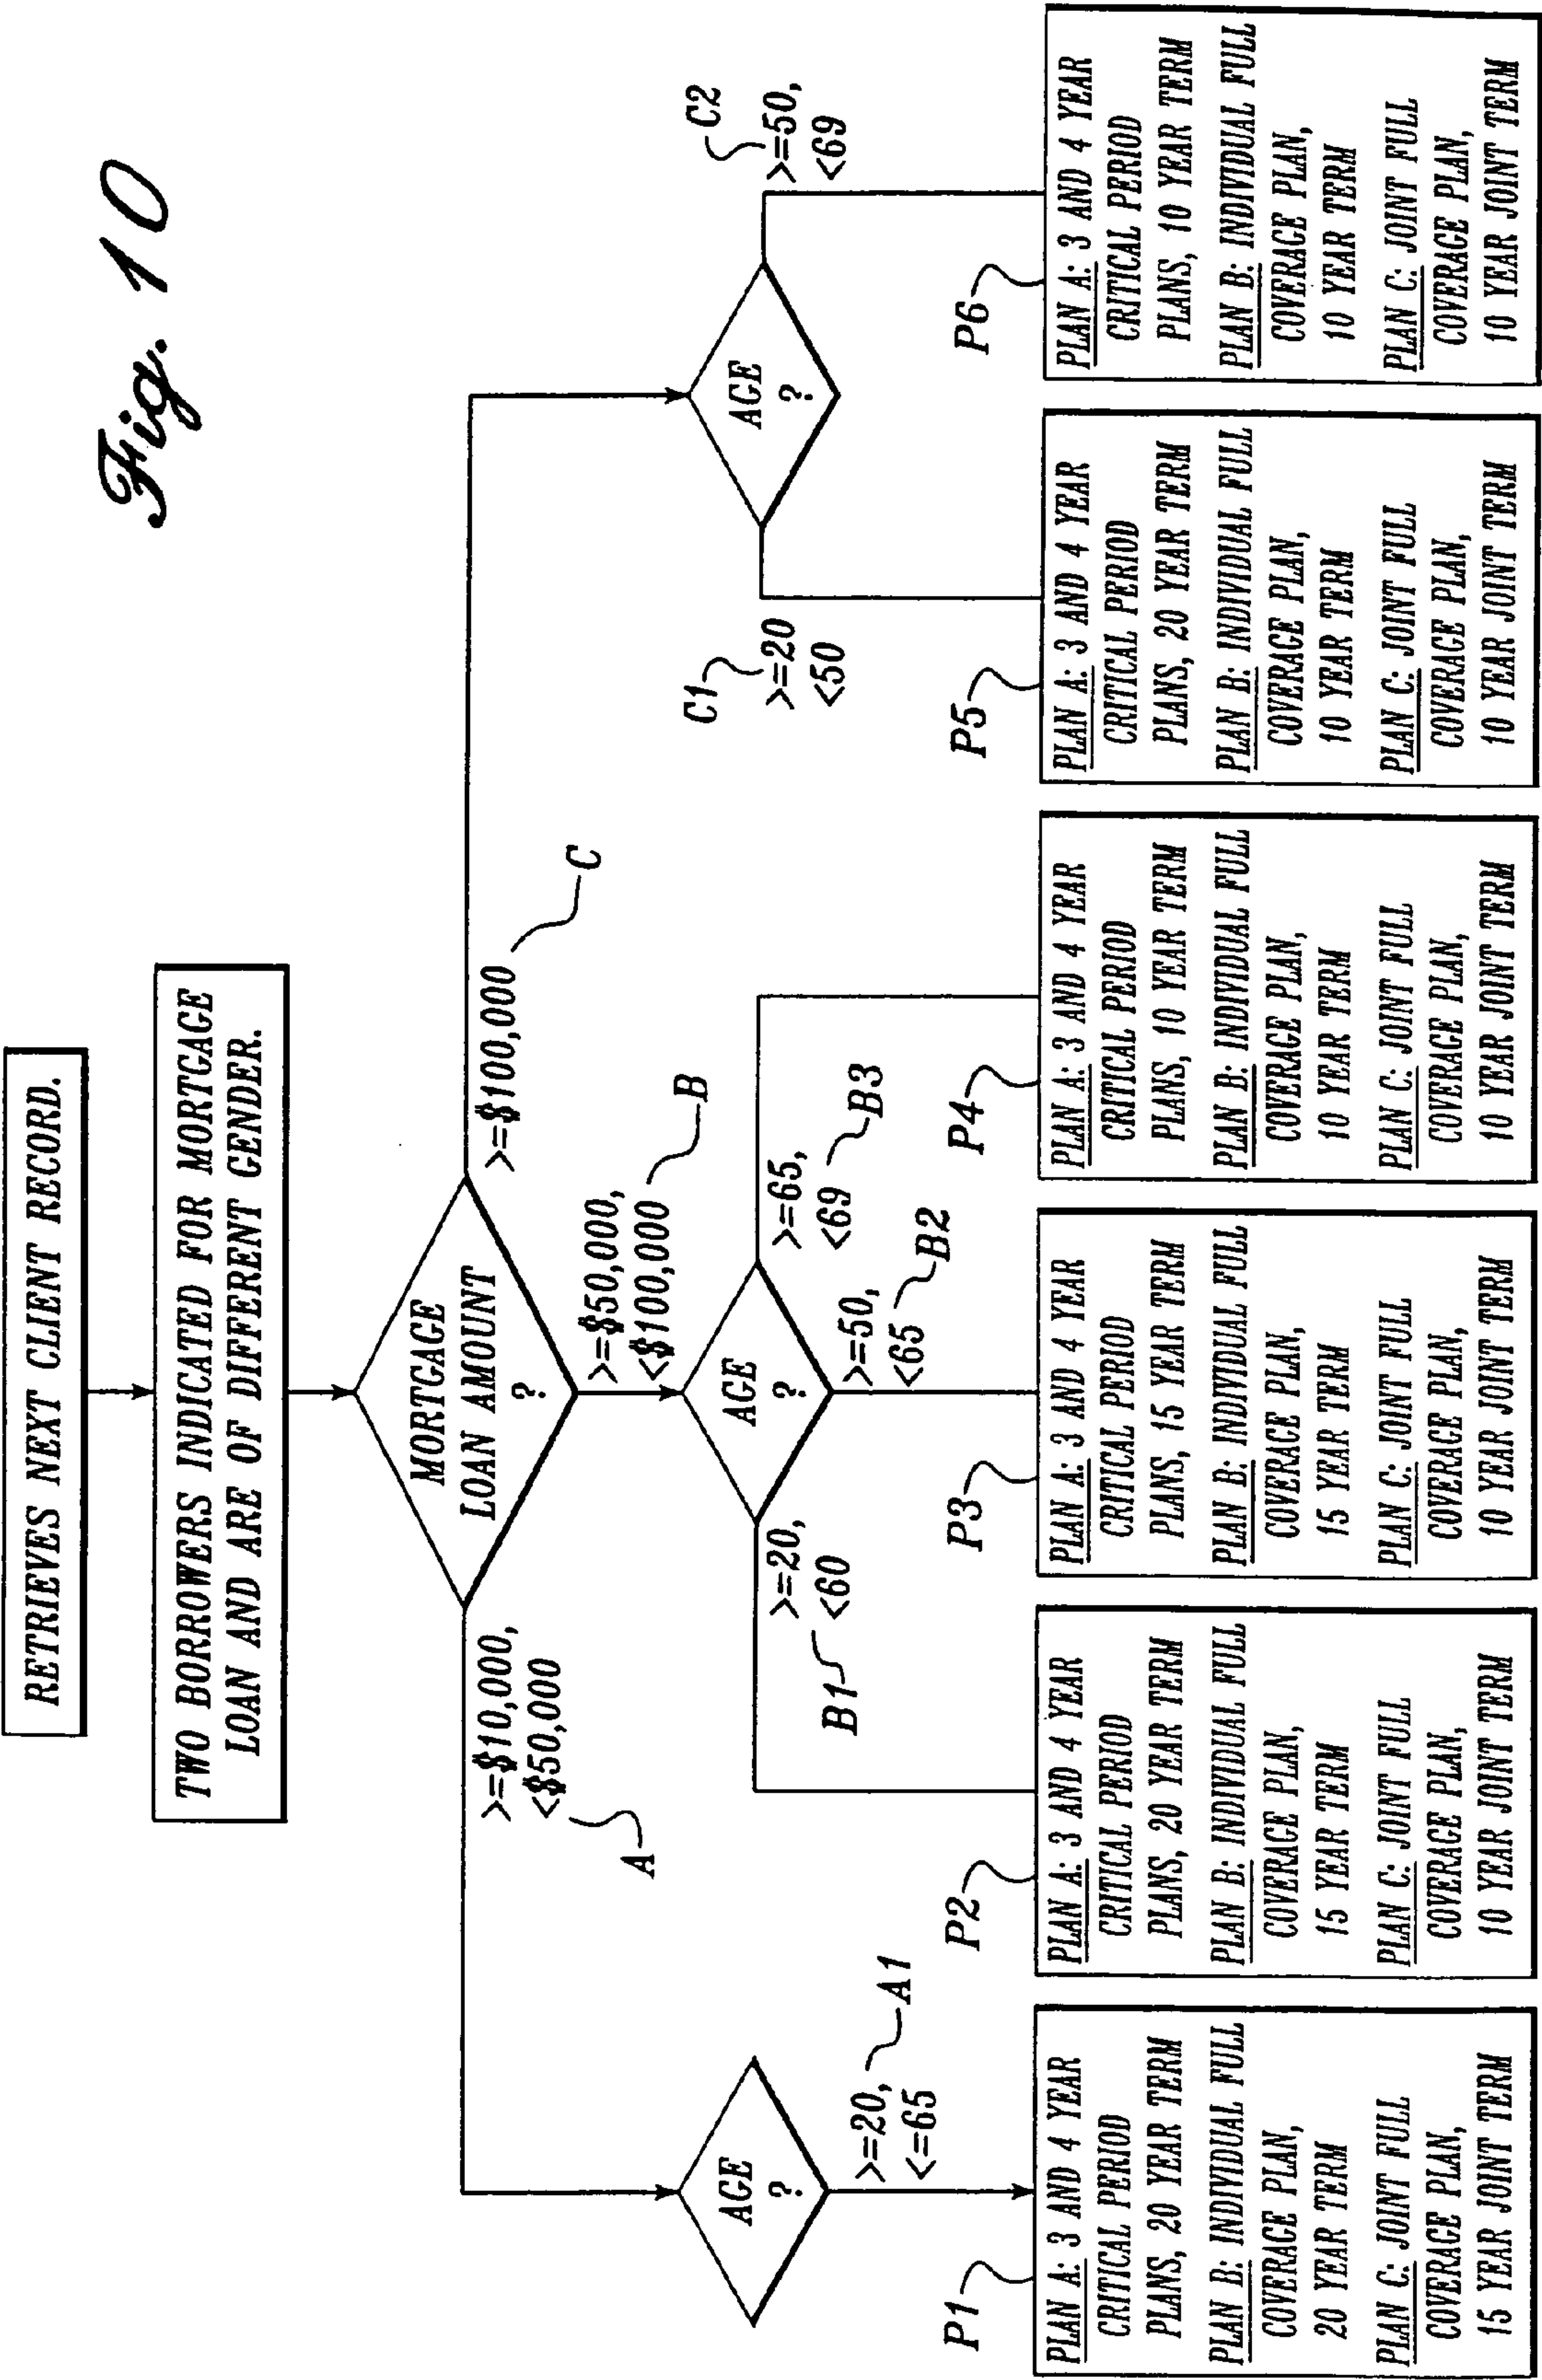 Fig. 10
RETRIEVES NEXT CLIENT RECORD.
TWO BORROWERS INDICATED FOR MORTGAGE
LOAN AND ARE OF DIFFERENT GENDER.
MORTGAGE
LOAN AMOUNT
?
>=$10,000,
<$50,000
A
>=$50,000,
<$100,000
B
>=$100,000
C
AGE
?
>=20,
<=65
A1
AGE
?
>=20,
<60
B1
>=50,
<65
B2
>=65,
<69
B3
AGE
?
C1
>=20
<50
C2
>=50,
<69
P1
PLAN A: 3 AND 4 YEAR
CRITICAL PERIOD
PLANS, 20 YEAR TERM
PLAN B: INDIVIDUAL FULL
COVERAGE PLAN,
20 YEAR TERM
PLAN C: JOINT FULL
COVERAGE PLAN,
15 YEAR JOINT TERM
P2
PLAN A: 3 AND 4 YEAR
CRITICAL PERIOD
PLANS, 20 YEAR TERM
PLAN B: INDIVIDUAL FULL
COVERAGE PLAN,
15 YEAR TERM
PLAN C: JOINT FULL
COVERAGE PLAN,
10 YEAR JOINT TERM
P3
PLAN A: 3 AND 4 YEAR
CRITICAL PERIOD
PLANS, 15 YEAR TERM
PLAN B: INDIVIDUAL FULL
COVERAGE PLAN,
15 YEAR TERM
PLAN C: JOINT FULL
COVERAGE PLAN,
10 YEAR JOINT TERM
P4
PLAN A: 3 AND 4 YEAR
CRITICAL PERIOD
PLANS, 10 YEAR TERM
PLAN B: INDIVIDUAL FULL
COVERAGE PLAN,
10 YEAR TERM
PLAN C: JOINT FULL
COVERAGE PLAN,
10 YEAR JOINT TERM
P5
PLAN A: 3 AND 4 YEAR
CRITICAL PERIOD
PLANS, 20 YEAR TERM
PLAN B: INDIVIDUAL FULL
COVERAGE PLAN,
10 YEAR TERM
PLAN C: JOINT FULL
COVERAGE PLAN,
10 YEAR JOINT TERM
P6
PLAN A: 3 AND 4 YEAR
CRITICAL PERIOD
PLANS, 10 YEAR TERM
PLAN B: INDIVIDUAL FULL
COVERAGE PLAN,
10 YEAR TERM
PLAN C: JOINT FULL
COVERAGE PLAN,
10 YEAR JOINT TERM